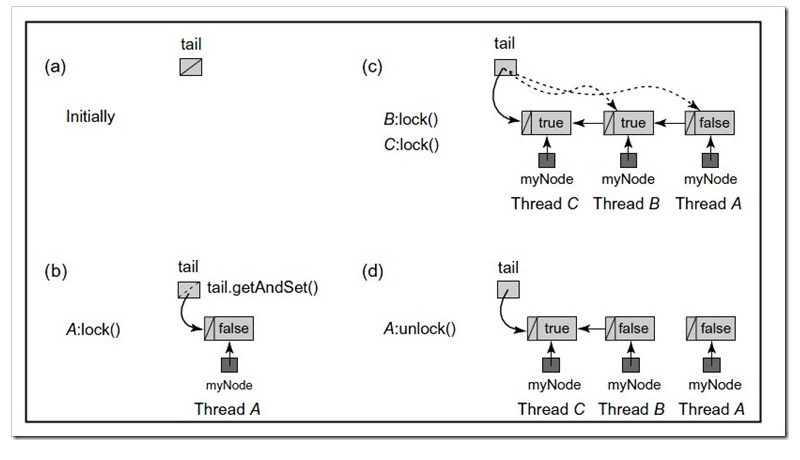 (a)
tail
Initially
(b)
tail
tail.getAndSet()
A:lock()
false
myNode
Thread A
(c)
tail
B:lock()
C:lock()
true
true
false
myNode
myNode
myNode
Thread C
Thread B
Thread A
(d)
tail
A:unlock()
true
false
false
myNode
myNode
myNode
Thread C
Thread B
Thread A